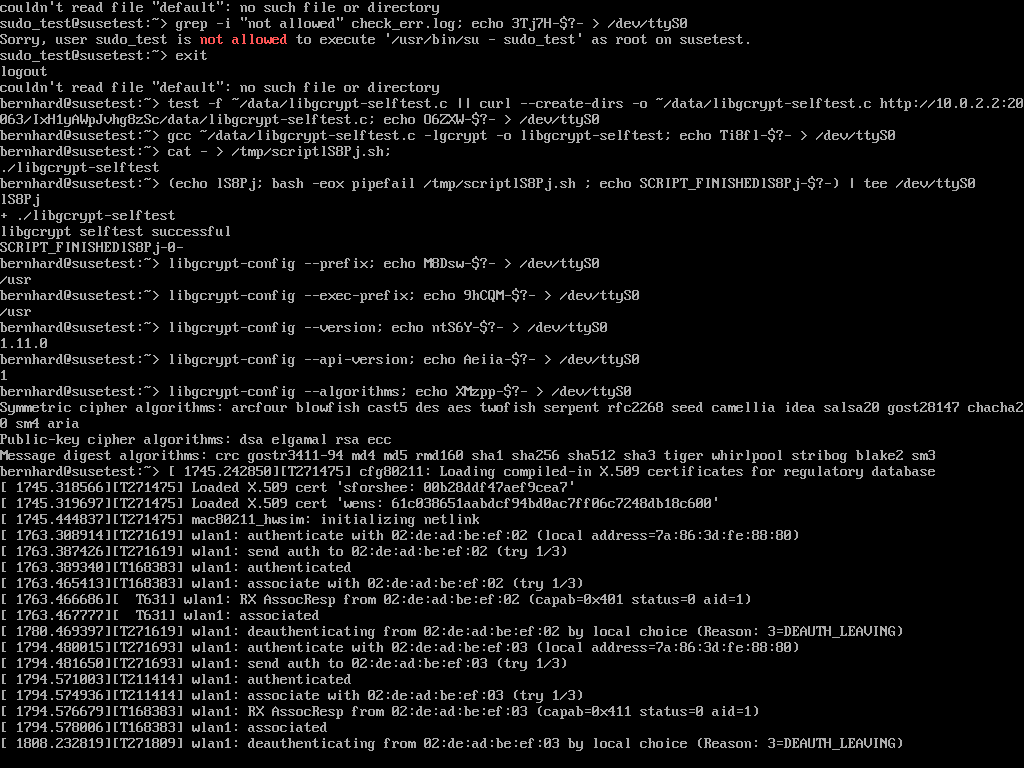 couldn't read file "default": no such file or directory
sudo_test@susetest:~> grep -i "not allowed" check_err.log; echo 3Tj7H-$?- > /dev/ttyS0
Sorry, user sudo_test is not allowed to execute '/usr/bin/su - sudo_test' as root on susetest.
sudo_test@susetest:~> exit
logout
couldn't read file "default": no such file or directory
bernhard@susetest:~> test -f ~/data/libgcrypt-selftest.c || curl --create-dirs -o ~/data/libgcrypt-selftest.c http://10.0.2.2:20
063/IxH1yAWpJvhg8zSc/data/libgcrypt-selftest.c; echo O6ZXW-$?- > /dev/ttyS0
bernhard@susetest:~> gcc ~/data/libgcrypt-selftest.c -lgcrypt -o libgcrypt-selftest; echo Ti8fl-$?- > /dev/ttyS0
bernhard@susetest:~> cat - > /tmp/scriptlS8Pj.sh;
./libgcrypt-selftest
bernhard@susetest:~> (echo lS8Pj; bash -eox pipefail /tmp/scriptlS8Pj.sh ; echo SCRIPT_FINISHEDlS8Pj-$?-) | tee /dev/ttyS0
lS8Pj
+ ./libgcrypt-selftest
libgcrypt selftest successful
SCRIPT_FINISHEDlS8Pj-0-
bernhard@susetest:~> libgcrypt-config --prefix; echo M8Dsw-$?- > /dev/ttyS0
/usr
bernhard@susetest:~> libgcrypt-config --exec-prefix; echo 9hCQM-$?- > /dev/ttyS0
/usr
bernhard@susetest:~> libgcrypt-config --version; echo ntS6Y-$?- > /dev/ttyS0
1.11.0
bernhard@susetest:~> libgcrypt-config --api-version; echo Aeiia-$?- > /dev/ttyS0
1
bernhard@susetest:~> libgcrypt-config --algorithms; echo XMzpp-$?- > /dev/ttyS0
Symmetric cipher algorithms: arcfour blowfish cast5 des aes twofish serpent rfc2268 seed camellia idea salsa20 gost28147 chacha2
0 sm4 aria
Public-key cipher algorithms: dsa elgamal rsa ecc
Message digest algorithms: crc gostr3411-94 md4 md5 rmd160 sha1 sha256 sha512 sha3 tiger whirlpool stribog blake2 sm3
bernhard@susetest:~> [ 1745.242850][T271475] cfg80211: Loading compiled-in X.509 certificates for regulatory database
[ 1745.318566][T271475] Loaded X.509 cert 'sforshee: 00b28ddf47aef9cea7'
[ 1745.319697][T271475] Loaded X.509 cert 'wens: 61c038651aabdcf94bd0ac7ff06c7248db18c600'
[ 1745.444837][T271475] mac80211_hwsim: initializing netlink
[ 1763.308914][T271619] wlan1: authenticate with 02:de:ad:be:ef:02 (local address=7a:86:3d:fe:88:80)
[ 1763.387426][T271619] wlan1: send auth to 02:de:ad:be:ef:02 (try 1/3)
[ 1763.389340][T168383] wlan1: authenticated
[ 1763.465413][T168383] wlan1: associate with 02:de:ad:be:ef:02 (try 1/3)
[ 1763.466686][  T631] wlan1: RX AssocResp from 02:de:ad:be:ef:02 (capab=0x401 status=0 aid=1)
[ 1763.467777][  T631] wlan1: associated
[ 1780.469397][T271619] wlan1: deauthenticating from 02:de:ad:be:ef:02 by local choice (Reason: 3=DEAUTH_LEAVING)
[ 1794.480015][T271693] wlan1: authenticate with 02:de:ad:be:ef:03 (local address=7a:86:3d:fe:88:80)
[ 1794.481650][T271693] wlan1: send auth to 02:de:ad:be:ef:03 (try 1/3)
[ 1794.571003][T211414] wlan1: authenticated
[ 1794.574936][T211414] wlan1: associate with 02:de:ad:be:ef:03 (try 1/3)
[ 1794.576679][T168383] wlan1: RX AssocResp from 02:de:ad:be:ef:03 (capab=0x411 status=0 aid=1)
[ 1794.578006][T168383] wlan1: associated
[ 1808.232819][T271809] wlan1: deauthenticating from 02:de:ad:be:ef:03 by local choice (Reason: 3=DEAUTH_LEAVING)